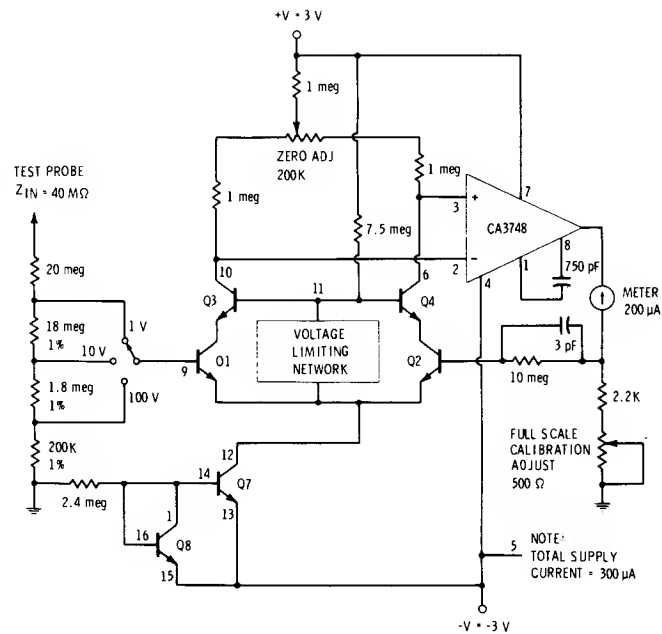 +V = 3 V
1 meg
ZERO ADJ
200K
1 meg
1 meg
7.5 meg
TEST PROBE
ZIN = 40 MΩ
20 meg
18 meg
1%
1 V
10 V
1.8 meg
1%
100 V
200K
1%
2.4 meg
10
Q3
11
6
Q4
9
Q1
VOLTAGE
LIMITING
NETWORK
Q2
12
14
Q7
13
1
16
Q8
15
3
+
2
−
CA3748
7
8
1
4
750 pF
METER
200 μA
3 pF
10 meg
2.2K
FULL SCALE
CALIBRATION
ADJUST
500 Ω
5
NOTE:
TOTAL SUPPLY
CURRENT = 300 μA
-V = -3 V